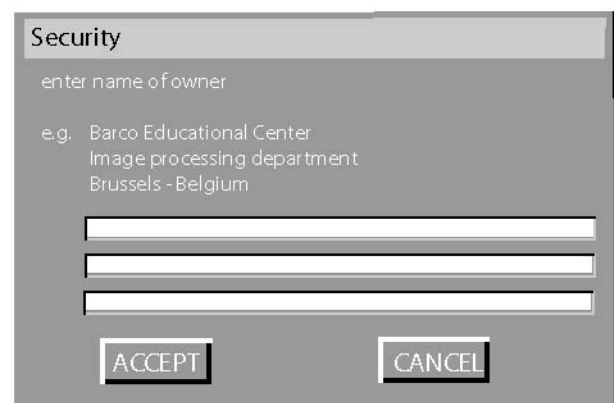 Security
enter name of owner
e.g. Barco Educational Center
Image processing department
Brussels - Belgium
ACCEPT CANCEL